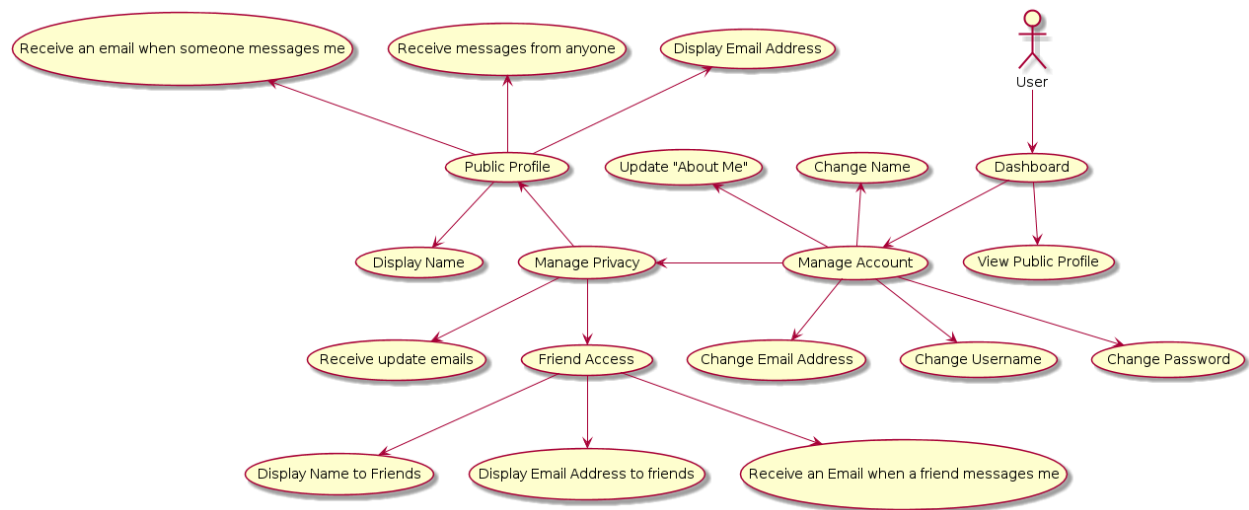 Receive an email when someone messages me
Receive messages from anyone
Display Email Address
User
Public Profile
Update "About Me"
Change Name
Dashboard
Display Name
Manage Privacy
Manage Account
View Public Profile
Receive update emails
Friend Access
Change Email Address
Change Username
Change Password
Display Name to Friends
Display Email Address to friends
Receive an Email when a friend messages me